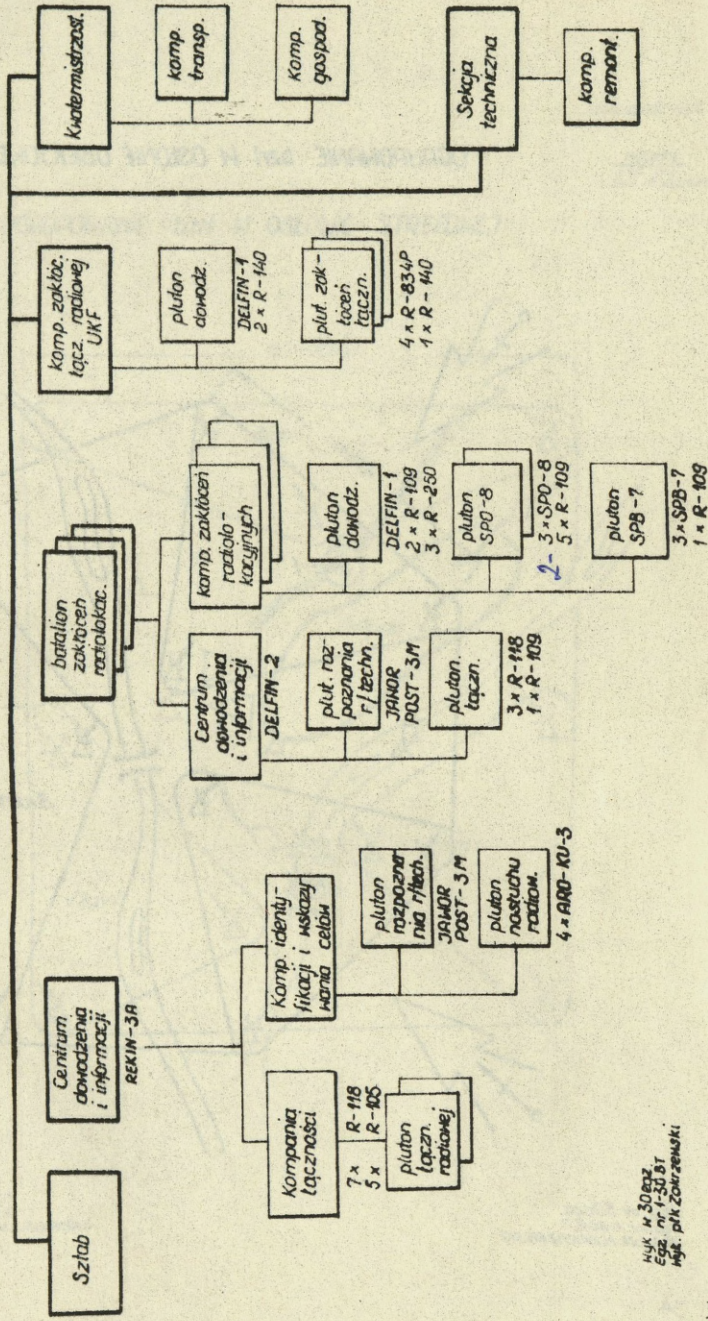 Sztab
Centrum
dowodzenia
i informacji
REKIN-3A
Kompania
łączności
7 x R-118
5 x R-105
pluton
łączn.
radiowej
Komp. identy-
fikacji i wskazy
wania celów
pluton
rozpozna
nia r/tech.
JAWOR
POST-3M
pluton
nasłuchu
radiow.
4 x ARO-KU-3
batalion
zakłóceń
radiolokac.
Centrum
dowodzenia
i informacji
DELFIN-2
plut. roz-
poznania
r/techn.
JAWOR
POST-3M
pluton
łączn.
3 x R-118
1 x R-109
komp. zakłóceń
radiolo-
kacyjnych
pluton
dowodz.
DELFIN-1
2 x R-109
3 x R-250
pluton
SPO-8
2- 3 x SPO-8
5 x R-109
pluton
SPB-7
3 x SPB-7
1 x R-109
komp. zakłóc.
łącz. radiowej
UKF
pluton
dowodz.
DELFIN-1
2 x R-140
plut. zak-
łóceń
łączn.
4 x R-834P
1 x R-140
Kwatermistrzost.
komp.
transp.
Komp.
gospod.
Sekcja
techniczna
komp.
remont.
Wyk. w 30 egz.
Egz. nr 1-30 BT
Wyk. płk Zakrzewski